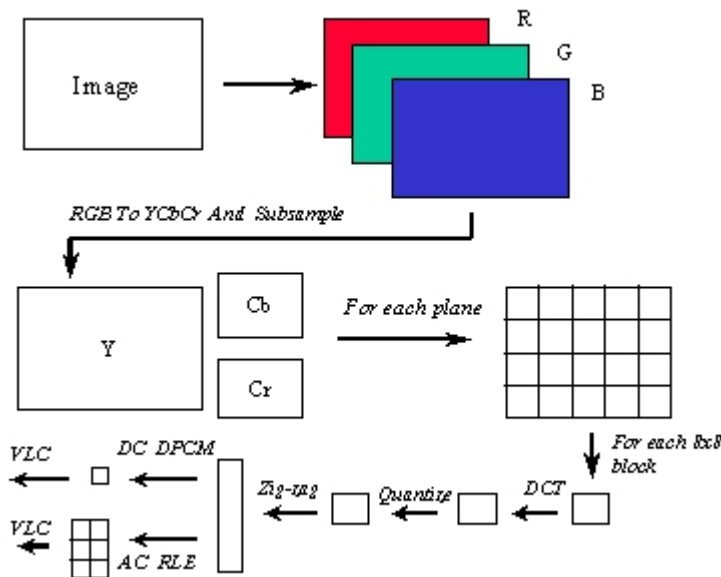 R
G
B
Image
RGB To YCbCr And Subsample
Y
Cb
Cr
For each plane
For each 8x8
block
DCT
Quantize
Zig-zag
DC DPCM
VLC
AC RLE
VLC